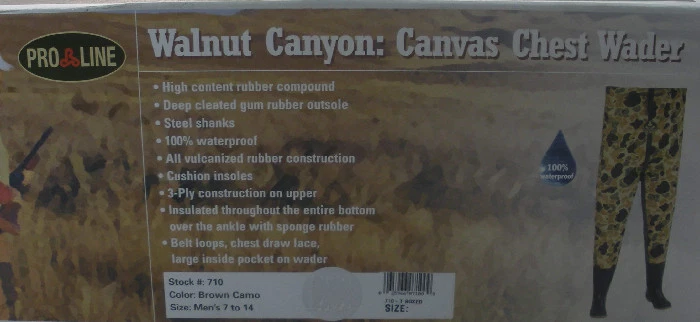 PRO LINE
Walnut Canyon: Canvas Chest Wader
• High content rubber compound
• Deep cleated gum rubber outsole
• Steel shanks
• 100% waterproof
• All vulcanized rubber construction
• Cushion insoles
• 3-Ply construction on upper
• Insulated throughout the entire bottom
over the ankle with sponge rubber
• Belt loops, chest draw lace,
large inside pocket on wader
100%
waterproof
Stock #: 710
Color: Brown Camo
Size: Men's 7 to 14
SIZE: